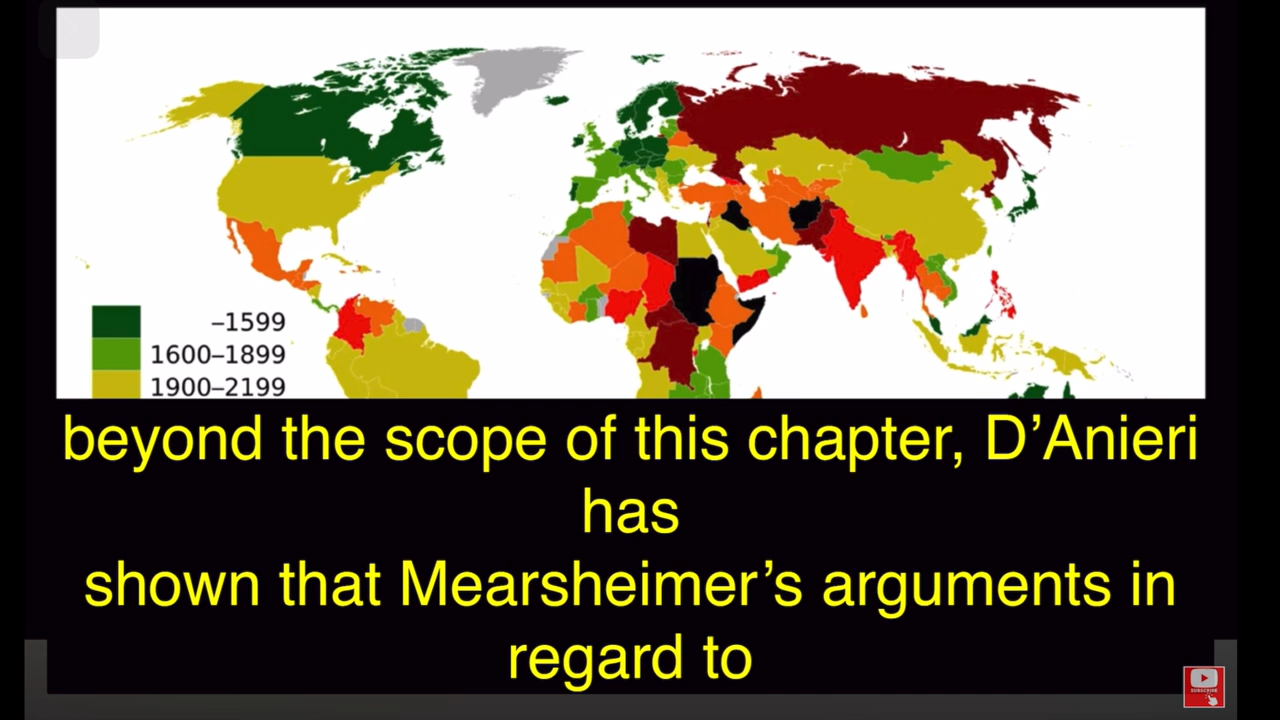 –1599
1600–1899
1900–2199
beyond the scope of this chapter, D’Anieri
has
shown that Mearsheimer’s arguments in
regard to
SUBSCRIBE